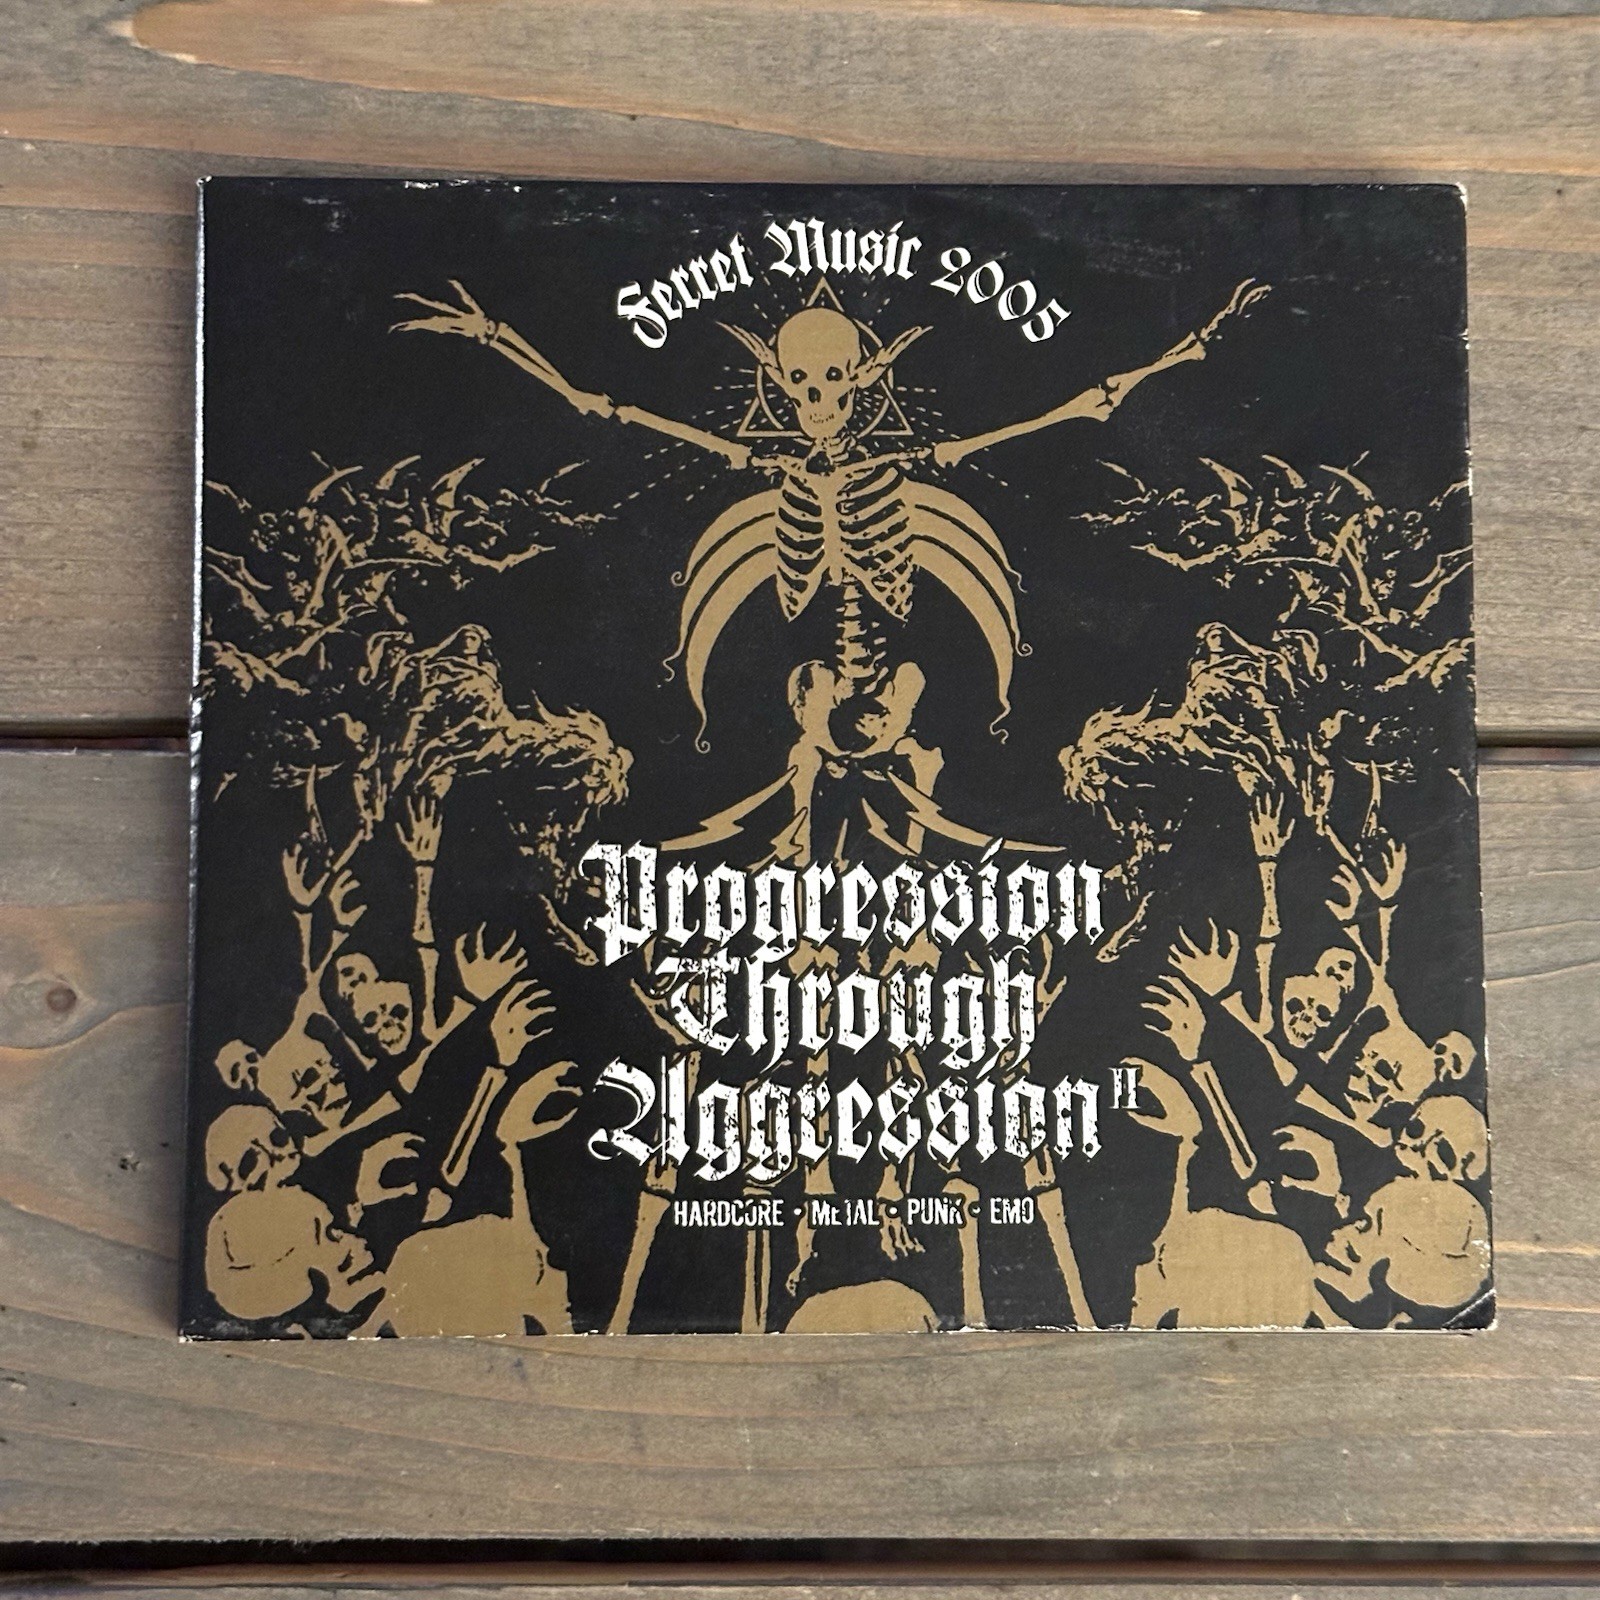 Ferret Music 2005
Progression
Through
Aggression II
HARDCORE • METAL • PUNK • EMO